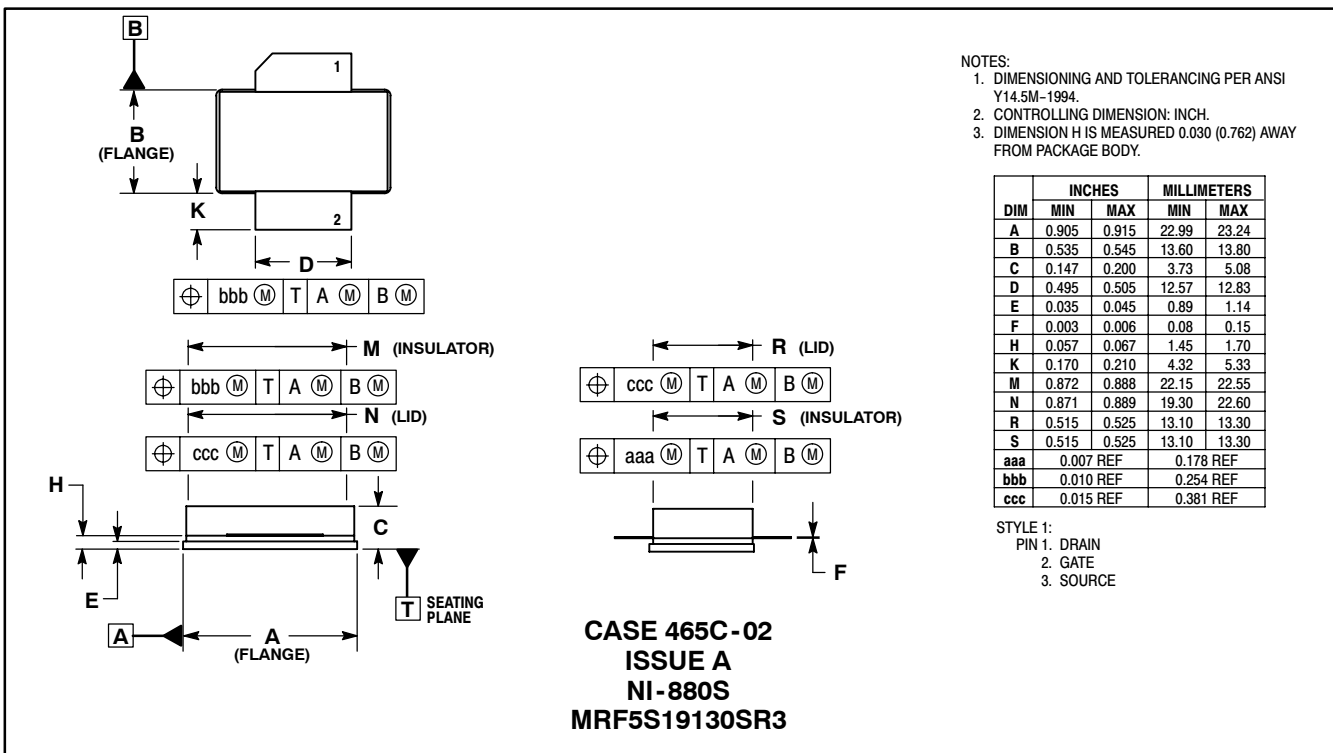 B
1
B
(FLANGE)
K
2
D
⌖ bbb Ⓜ T A Ⓜ B Ⓜ
M (INSULATOR)
⌖ bbb Ⓜ T A Ⓜ B Ⓜ
N (LID)
⌖ ccc Ⓜ T A Ⓜ B Ⓜ
H
C
E
T SEATING
PLANE
A
A
(FLANGE)
R (LID)
⌖ ccc Ⓜ T A Ⓜ B Ⓜ
S (INSULATOR)
⌖ aaa Ⓜ T A Ⓜ B Ⓜ
F
CASE 465C-02
ISSUE A
NI-880S
MRF5S19130SR3
NOTES:
1. DIMENSIONING AND TOLERANCING PER ANSI
Y14.5M-1994.
2. CONTROLLING DIMENSION: INCH.
3. DIMENSION H IS MEASURED 0.030 (0.762) AWAY
FROM PACKAGE BODY.
INCHES MILLIMETERS
DIM MIN MAX MIN MAX
A 0.905 0.915 22.99 23.24
B 0.535 0.545 13.60 13.80
C 0.147 0.200 3.73 5.08
D 0.495 0.505 12.57 12.83
E 0.035 0.045 0.89 1.14
F 0.003 0.006 0.08 0.15
H 0.057 0.067 1.45 1.70
K 0.170 0.210 4.32 5.33
M 0.872 0.888 22.15 22.55
N 0.871 0.889 19.30 22.60
R 0.515 0.525 13.10 13.30
S 0.515 0.525 13.10 13.30
aaa 0.007 REF 0.178 REF
bbb 0.010 REF 0.254 REF
ccc 0.015 REF 0.381 REF
STYLE 1:
PIN 1. DRAIN
2. GATE
3. SOURCE